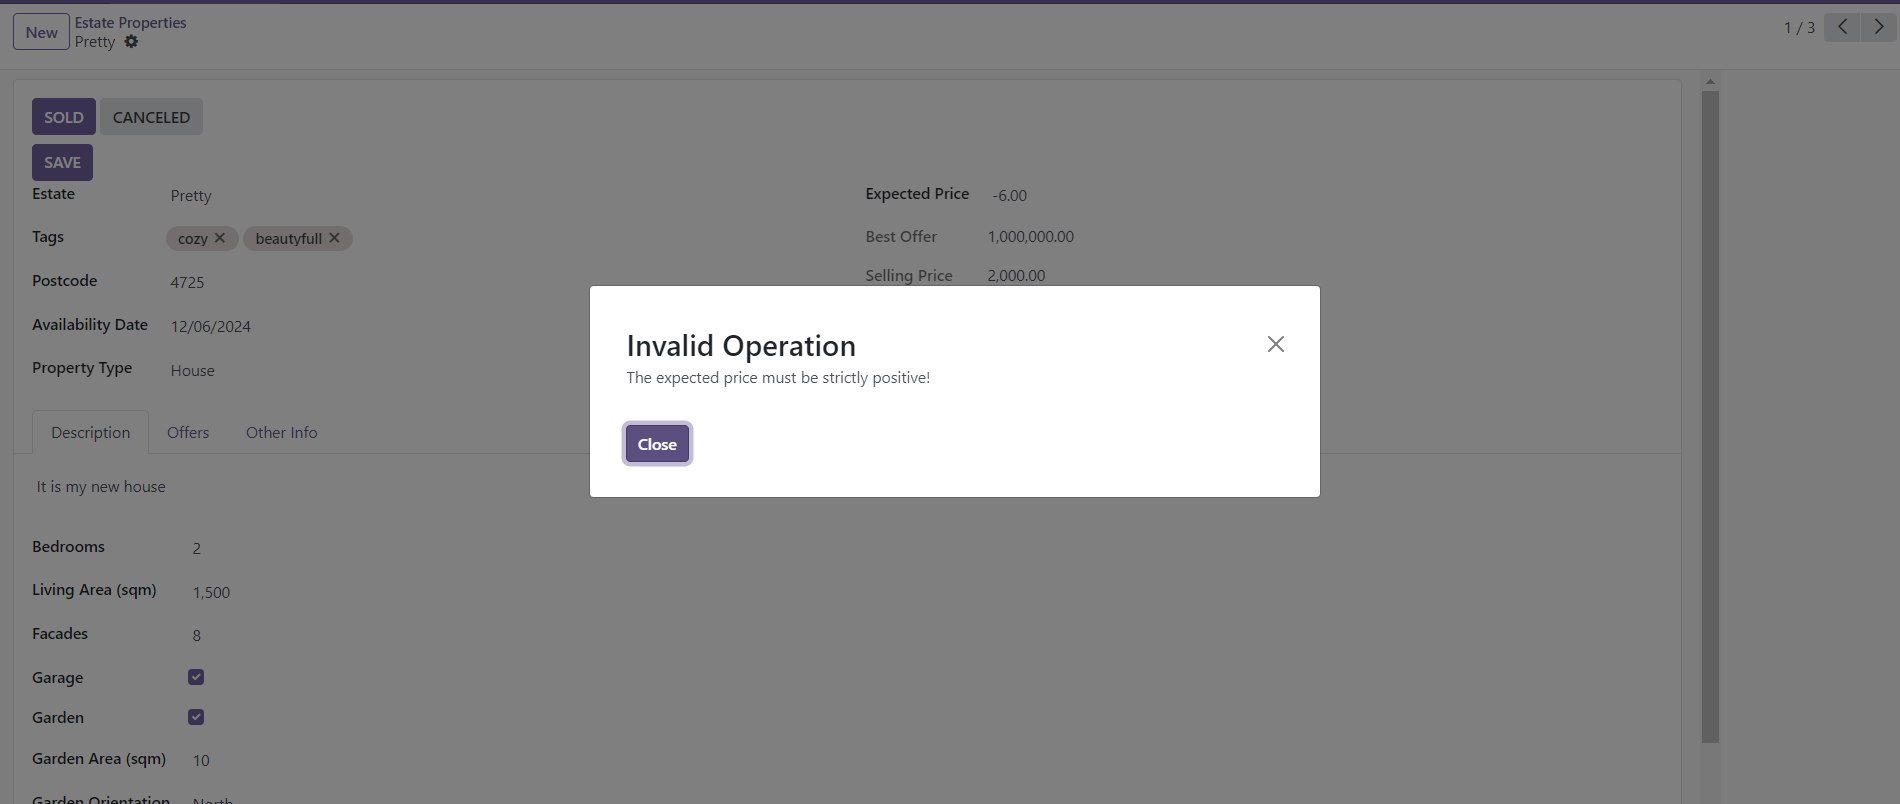 New
Estate Properties
Pretty
1 / 3
SOLD CANCELED
SAVE
Estate Pretty
Expected Price -6.00
Tags cozy beautyfull
Best Offer 1,000,000.00
Postcode 4725
Selling Price 2,000.00
Availability Date 12/06/2024
Property Type House
Invalid Operation
The expected price must be strictly positive!
Close
Description Offers Other Info
It is my new house
Bedrooms 2
Living Area (sqm) 1,500
Facades 8
Garage
Garden
Garden Area (sqm) 10
Garden Orientation North